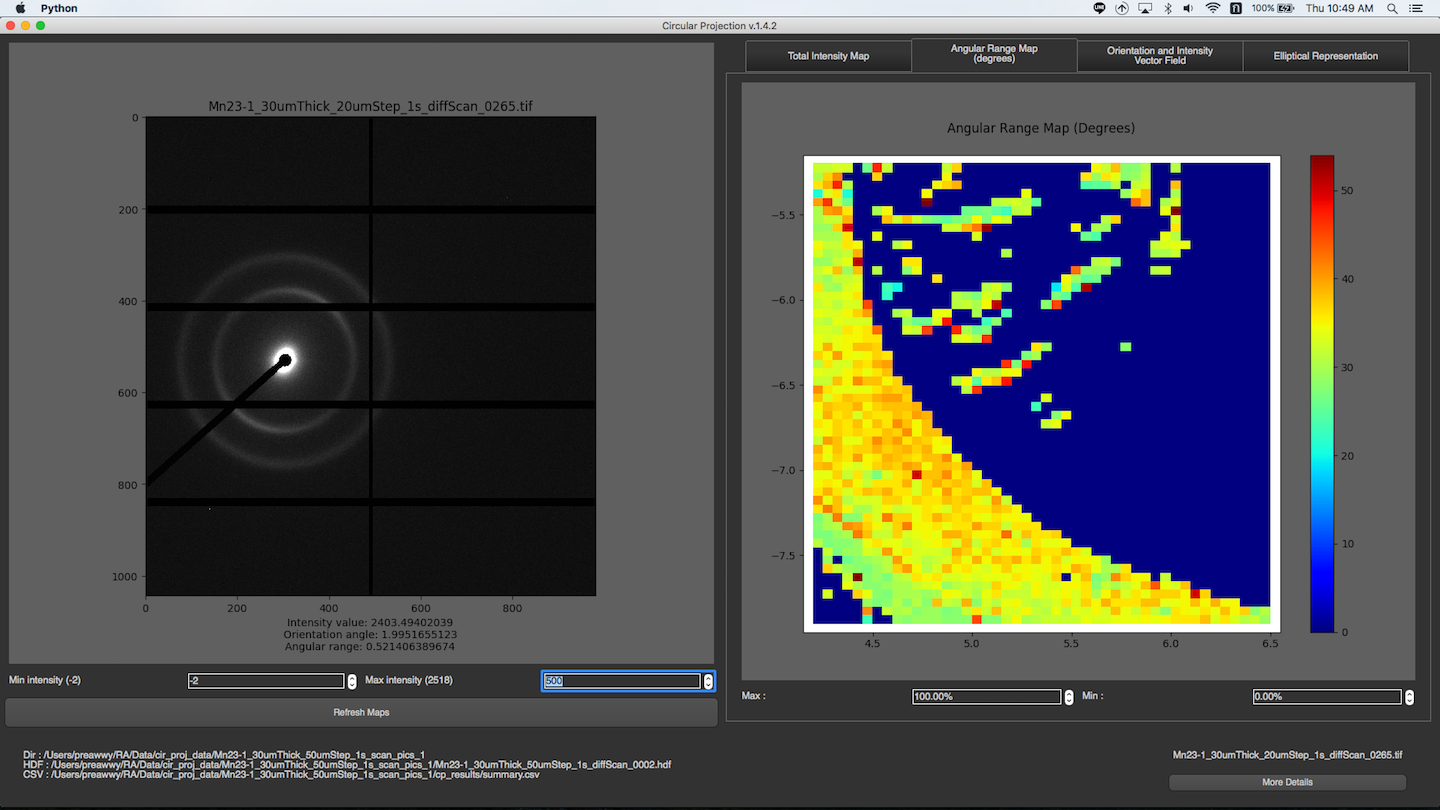 Python
100%
Thu 10:49 AM
Circular Projection v.1.4.2
Mn23-1_30umThick_20umStep_1s_diffScan_0265.tif
0
200
400
600
800
1000
0 200 400 600 800
Intensity value: 2403.49402039
Orientation angle: 1.9951655123
Angular range: 0.521406389674
Min intensity (-2) -2 Max intensity (2518) 500
Refresh Maps
Dir : /Users/preawwy/RA/Data/cir_proj_data/Mn23-1_30umThick_50umStep_1s_scan_pics_1
HDF : /Users/preawwy/RA/Data/cir_proj_data/Mn23-1_30umThick_50umStep_1s_scan_pics_1/Mn23-1_30umThick_50umStep_1s_diffScan_0002.hdf
CSV : /Users/preawwy/RA/Data/cir_proj_data/Mn23-1_30umThick_50umStep_1s_scan_pics_1/cp_results/summary.csv
Total Intensity Map
Angular Range Map
(degrees)
Orientation and Intensity
Vector Field
Elliptical Representation
Angular Range Map (Degrees)
−5.5
−6.0
−6.5
−7.0
−7.5
4.5 5.0 5.5 6.0 6.5
50
40
30
20
10
0
Max : 100.00% Min : 0.00%
Mn23-1_30umThick_20umStep_1s_diffScan_0265.tif
More Details